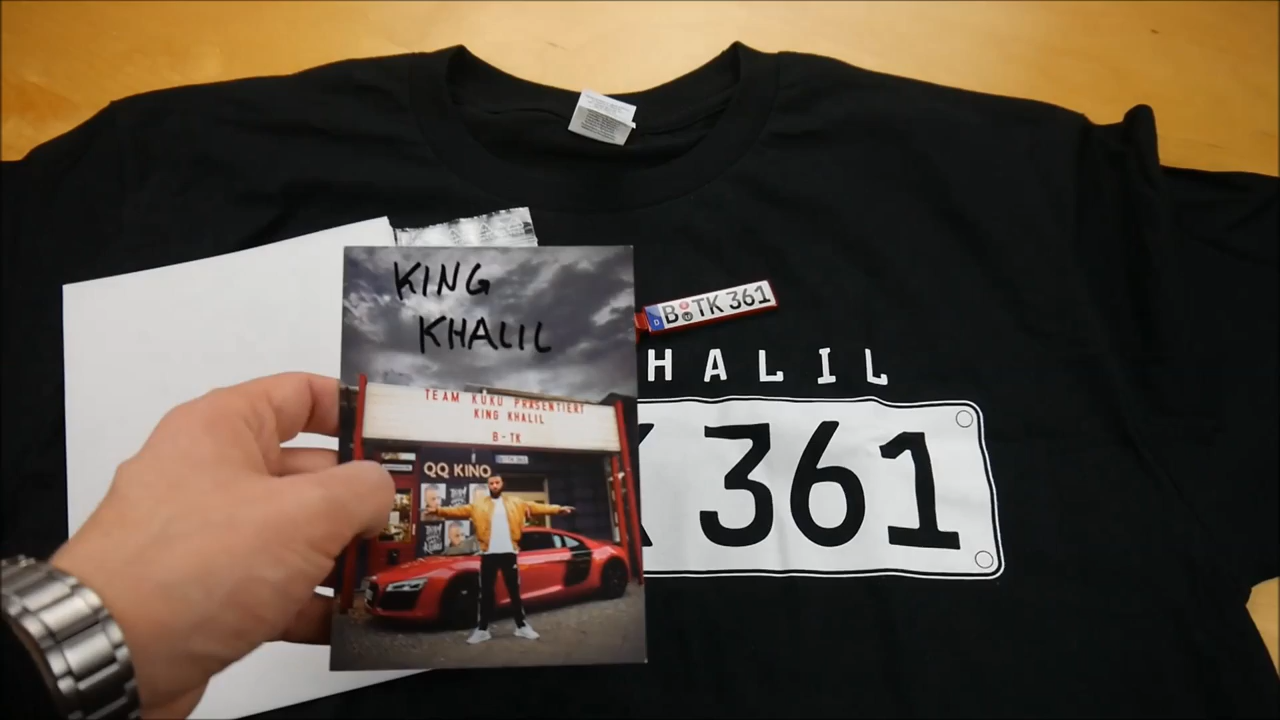 KING
KHALIL
TEAM KUKU PRÄSENTIERT
KING KHALIL
B-TK
QQ KINO
D B TK 361
HALIL
361